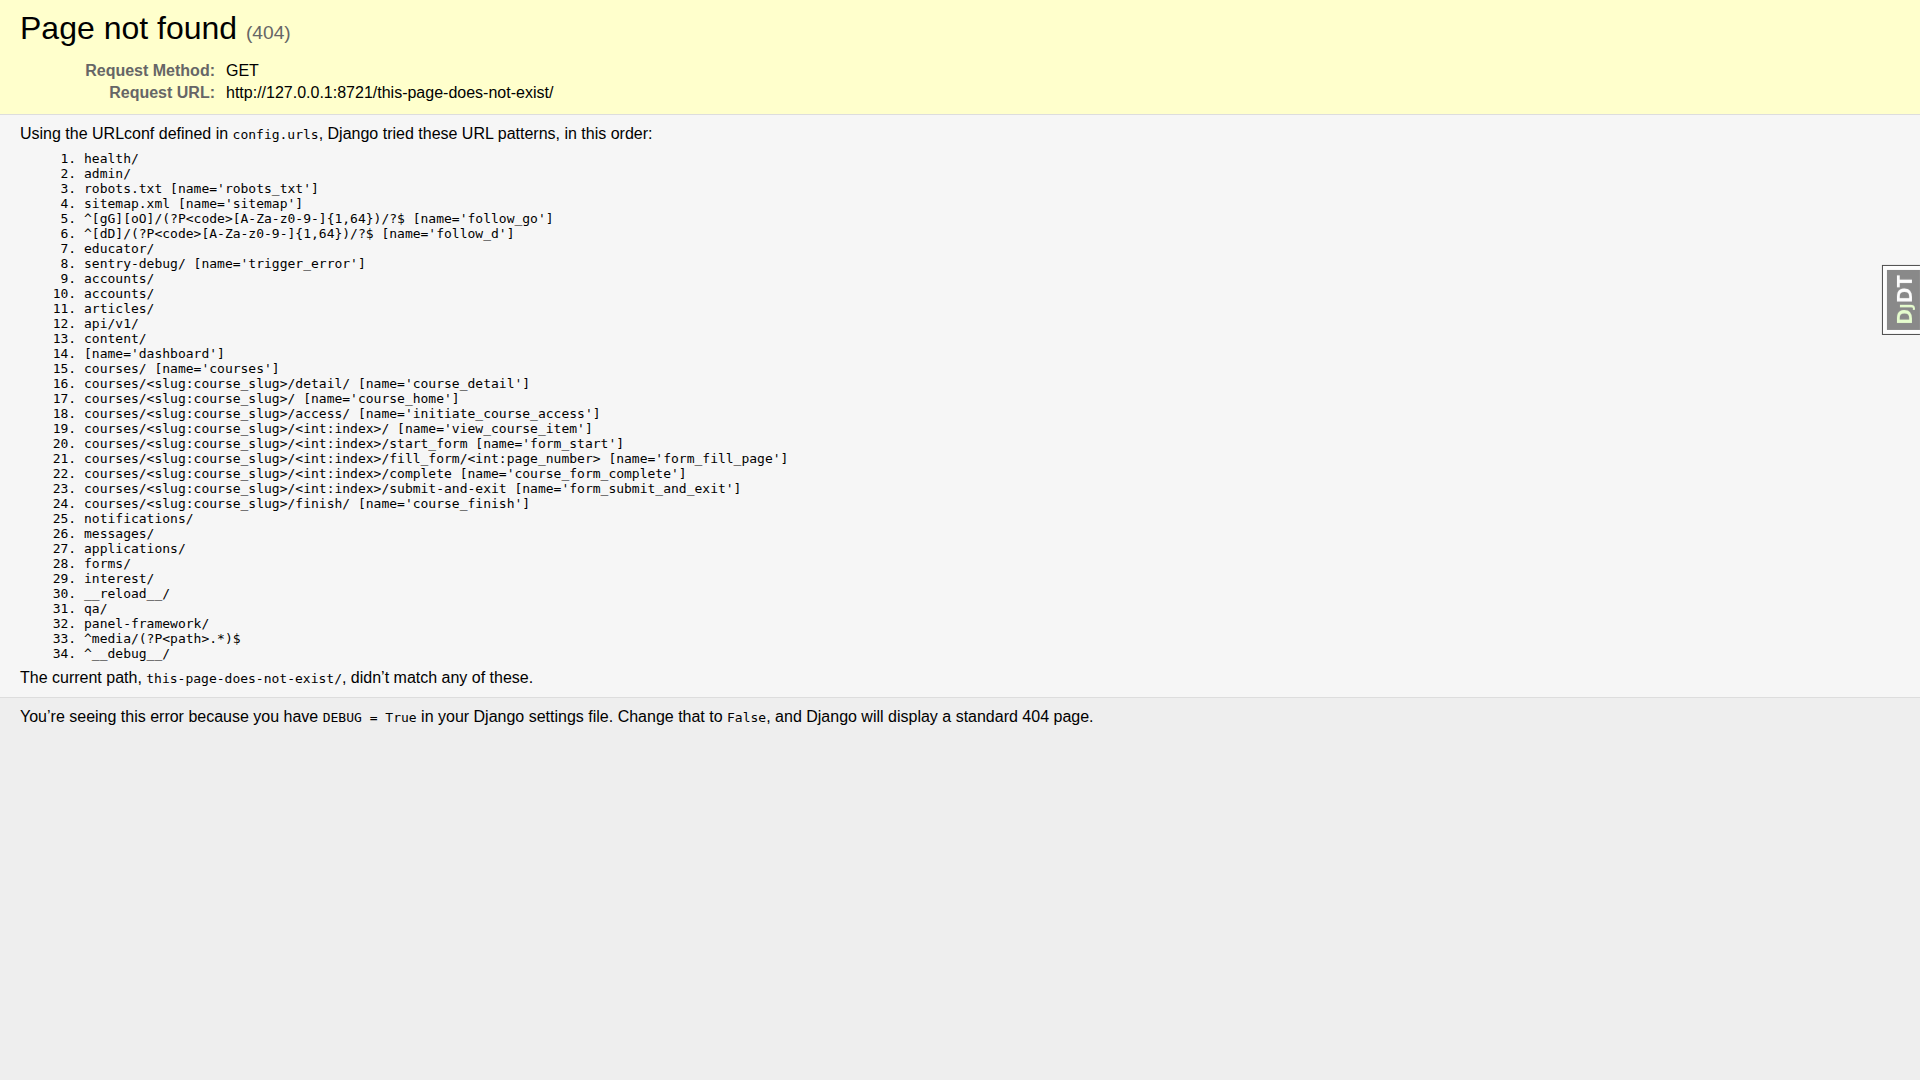 Page not found (404)
Request Method: GET
Request URL: http://127.0.0.1:8721/this-page-does-not-exist/
Using the URLconf defined in config.urls, Django tried these URL patterns, in this order:
1. health/
2. admin/
3. robots.txt [name='robots_txt']
4. sitemap.xml [name='sitemap']
5. ^[gG][oO]/(?P<code>[A-Za-z0-9-]{1,64})/?$ [name='follow_go']
6. ^[dD]/(?P<code>[A-Za-z0-9-]{1,64})/?$ [name='follow_d']
7. educator/
8. sentry-debug/ [name='trigger_error']
9. accounts/
10. accounts/
11. articles/
12. api/v1/
13. content/
14. [name='dashboard']
15. courses/ [name='courses']
16. courses/<slug:course_slug>/detail/ [name='course_detail']
17. courses/<slug:course_slug>/ [name='course_home']
18. courses/<slug:course_slug>/access/ [name='initiate_course_access']
19. courses/<slug:course_slug>/<int:index>/ [name='view_course_item']
20. courses/<slug:course_slug>/<int:index>/start_form [name='form_start']
21. courses/<slug:course_slug>/<int:index>/fill_form/<int:page_number> [name='form_fill_page']
22. courses/<slug:course_slug>/<int:index>/complete [name='course_form_complete']
23. courses/<slug:course_slug>/<int:index>/submit-and-exit [name='form_submit_and_exit']
24. courses/<slug:course_slug>/finish/ [name='course_finish']
25. notifications/
26. messages/
27. applications/
28. forms/
29. interest/
30. __reload__/
31. qa/
32. panel-framework/
33. ^media/(?P<path>.*)$
34. ^__debug__/
The current path, this-page-does-not-exist/, didn’t match any of these.
You’re seeing this error because you have DEBUG = True in your Django settings file. Change that to False, and Django will display a standard 404 page.
DJDT